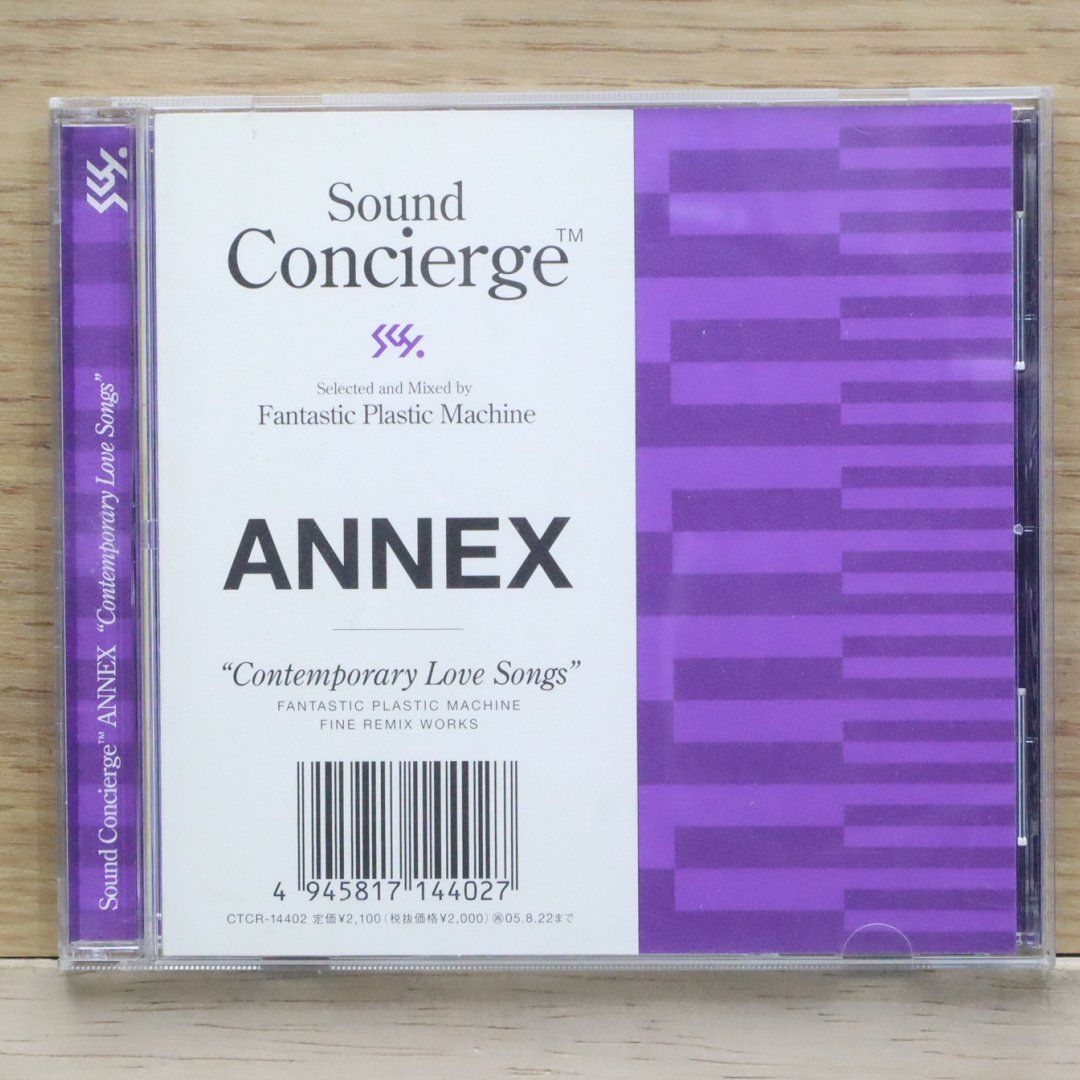 Sound
Concierge™
Selected and Mixed by
Fantastic Plastic Machine
ANNEX
“Contemporary Love Songs”
FANTASTIC PLASTIC MACHINE
FINE REMIX WORKS
4 945817 144027
CTCR-14402 定価¥2,100(税抜価格¥2,000)㋐05.8.22まで
Sound Concierge™ ANNEX “Contemporary Love Songs”